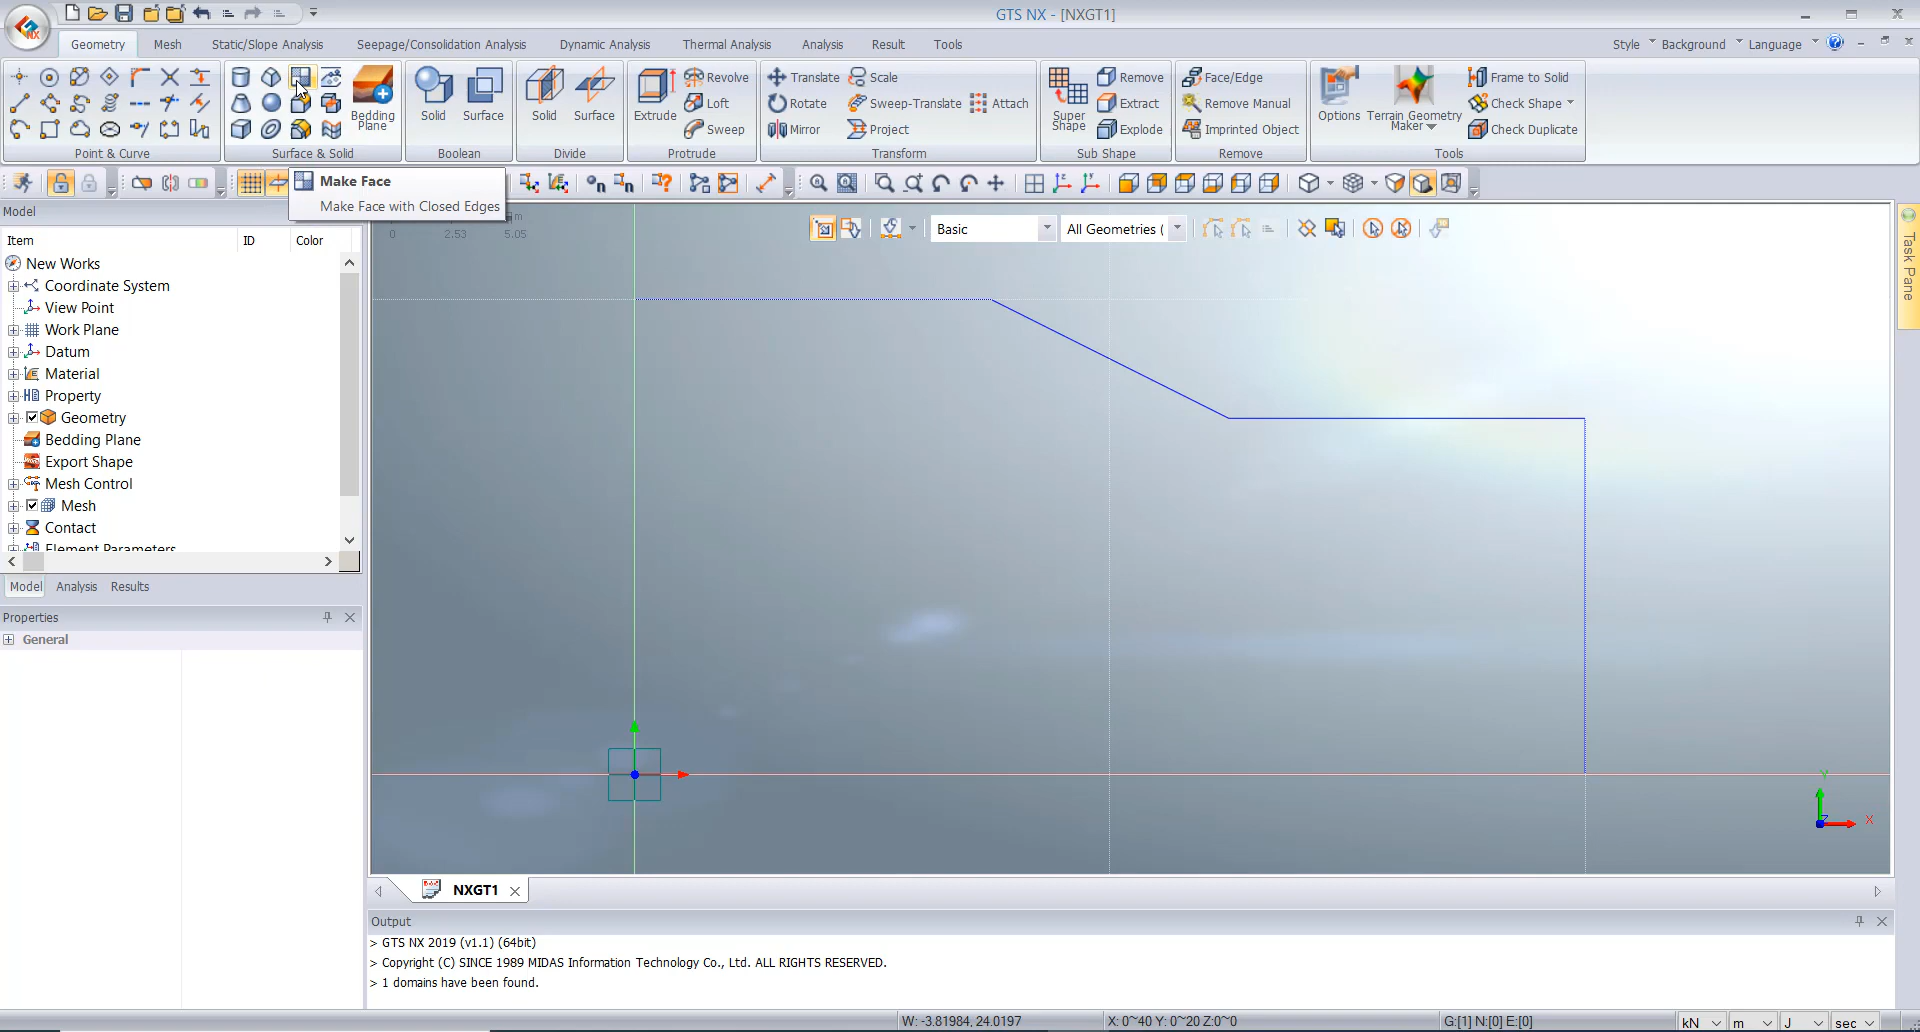 GTS NX - [NXGT1]
NX
Geometry Mesh Static/Slope Analysis Seepage/Consolidation Analysis Dynamic Analysis Thermal Analysis Analysis Result Tools
Style Background Language
Bedding Plane
Point & Curve
Surface & Solid
Solid Surface
Boolean
Solid Surface
Divide
Extrude Revolve Loft Sweep
Protrude
Translate Scale
Rotate Sweep-Translate Attach
Mirror Project
Transform
Super Shape Remove Extract Explode
Sub Shape
Face/Edge
Remove Manual
Imprinted Object
Remove
Options Terrain Geometry Maker
Frame to Solid
Check Shape
Check Duplicate
Tools
Make Face
Make Face with Closed Edges
Model
Item ID Color
New Works
Coordinate System
View Point
Work Plane
Datum
Material
Property
Geometry
Bedding Plane
Export Shape
Mesh Control
Mesh
Contact
Element Parameters
Model Analysis Results
Properties
General
m
0 2.53 5.05
Basic
All Geometries (
Task Pane
Y
Z
X
NXGT1
Output
> GTS NX 2019 (v1.1) (64bit)
> Copyright (C) SINCE 1989 MIDAS Information Technology Co., Ltd. ALL RIGHTS RESERVED.
> 1 domains have been found.
W: -3.81984, 24.0197
X: 0~40 Y: 0~20 Z:0~0
G:[1] N:[0] E:[0]
kN m J sec